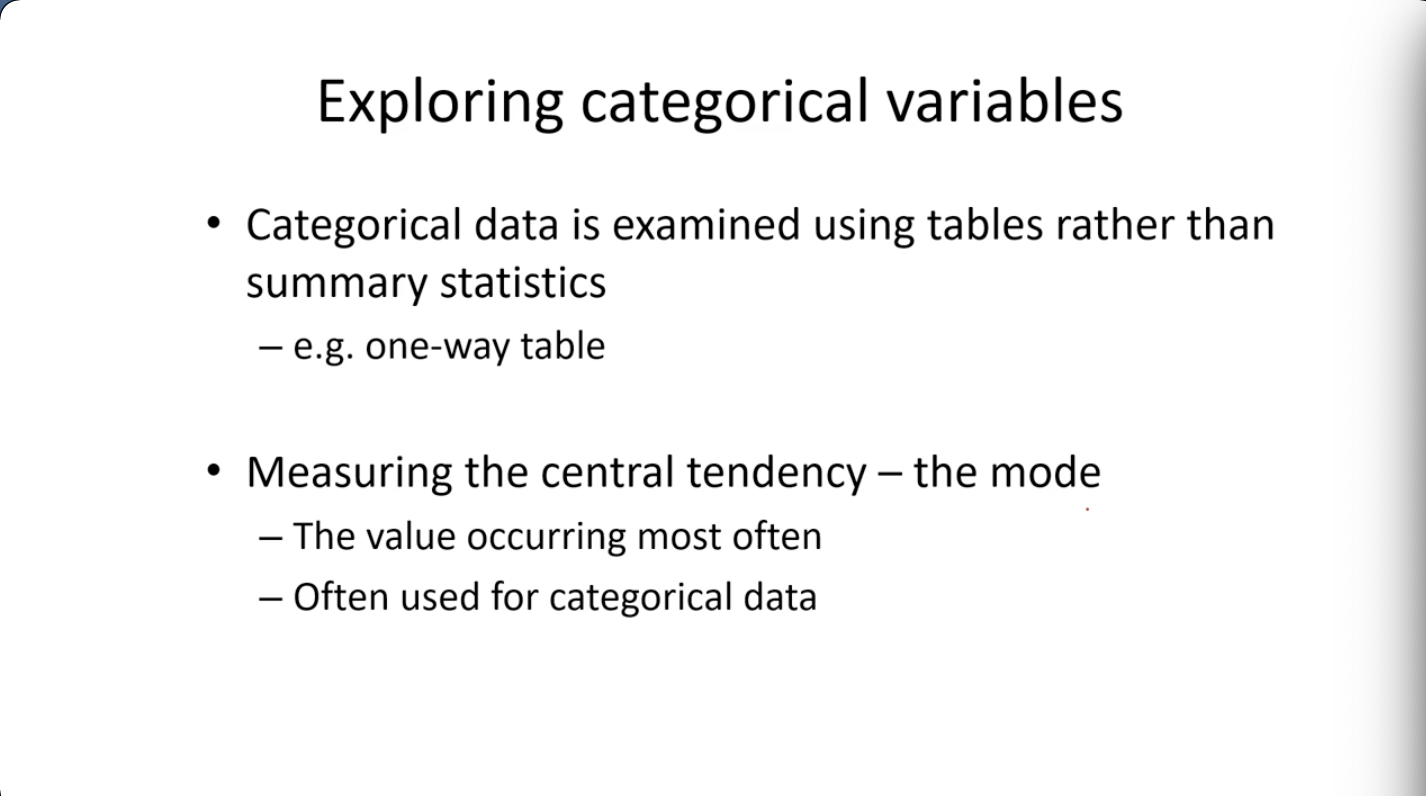 Exploring categorical variables
• Categorical data is examined using tables rather than
summary statistics
– e.g. one-way table
• Measuring the central tendency – the mode
– The value occurring most often
– Often used for categorical data